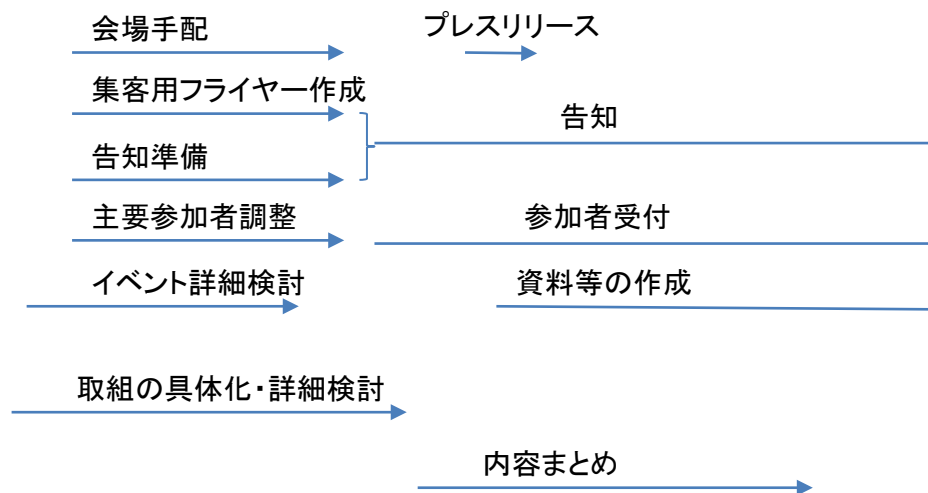 会場手配
プレスリリース
集客用フライヤー作成
告知
告知準備
主要参加者調整
参加者受付
イベント詳細検討
資料等の作成
取組の具体化・詳細検討
内容まとめ